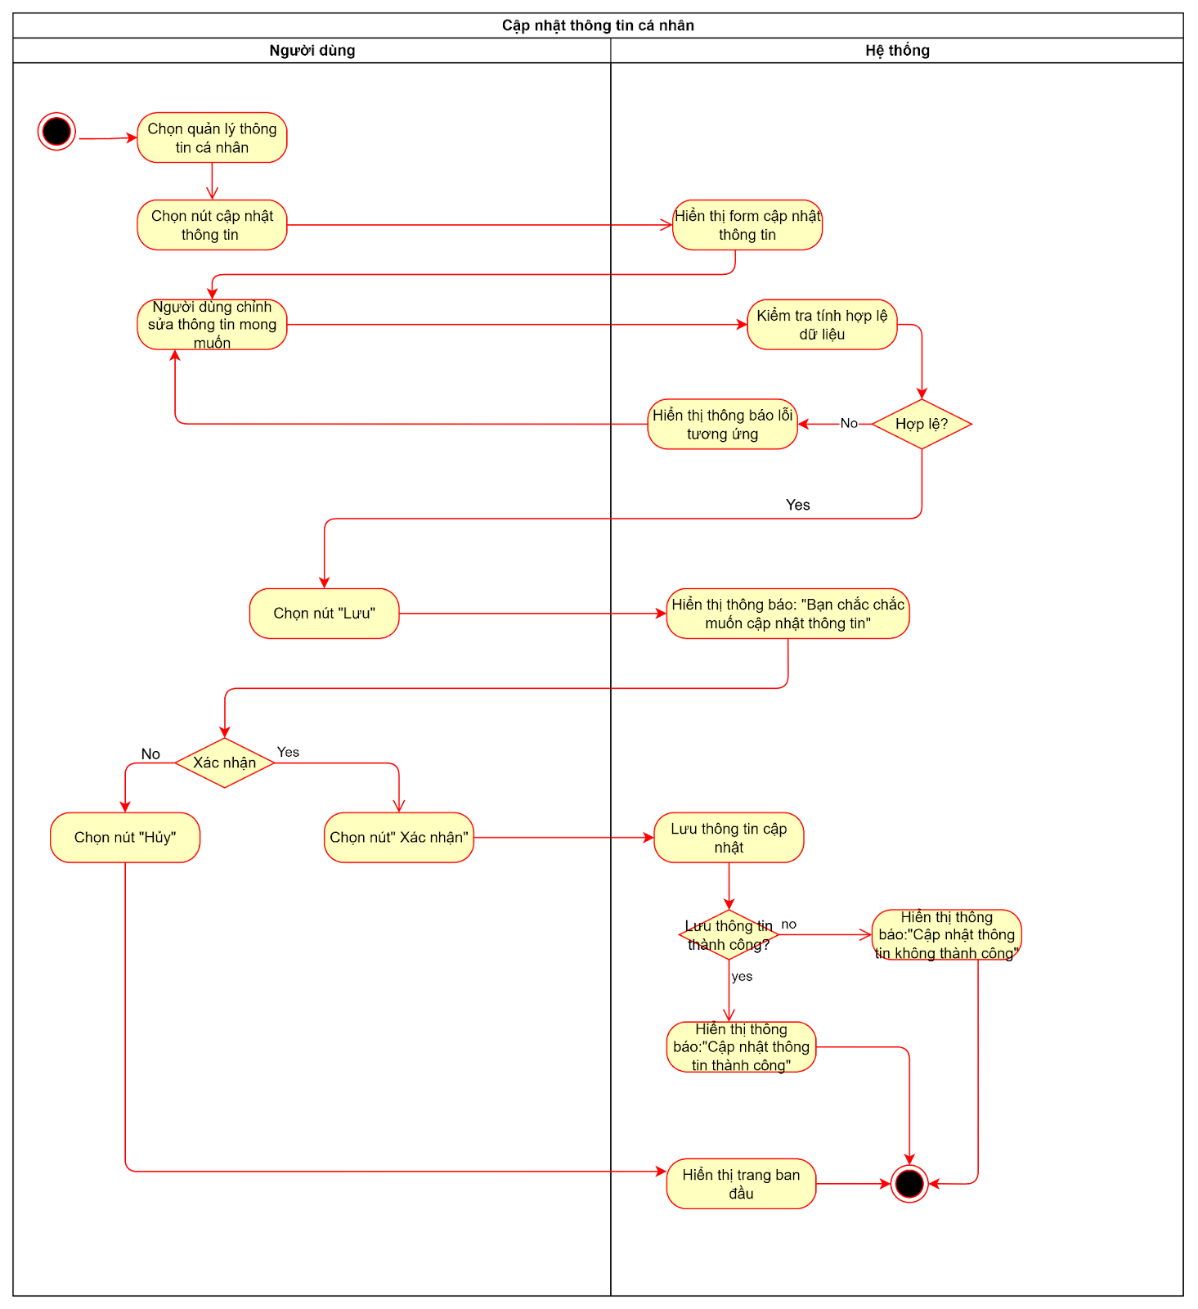 Cập nhật thông tin cá nhân
Người dùng
Hệ thống
Chọn quản lý thông
tin cá nhân
Chọn nút cập nhật
thông tin
Hiển thị form cập nhật
thông tin
Người dùng chỉnh
sửa thông tin mong
muốn
Kiểm tra tính hợp lệ
dữ liệu
Hiển thị thông báo lỗi
tương ứng
No
Hợp lệ?
Yes
Chọn nút "Lưu"
Hiển thị thông báo: "Bạn chắc chắc
muốn cập nhật thông tin"
No
Xác nhận
Yes
Chọn nút "Hủy"
Chọn nút" Xác nhận"
Lưu thông tin cập
nhật
Lưu thông tin
thành công?
no
Hiển thị thông
báo:"Cập nhật thông
tin không thành công"
yes
Hiển thị thông
báo:"Cập nhật thông
tin thành công"
Hiển thị trang ban
đầu